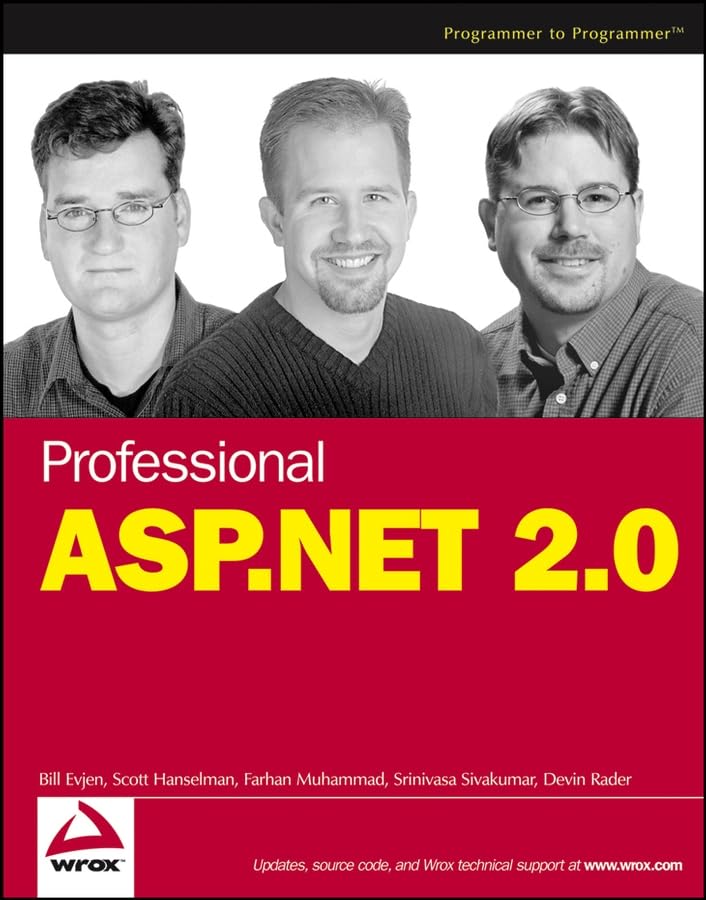 Programmer to Programmer™
Professional
ASP.NET 2.0
Bill Evjen, Scott Hanselman, Farhan Muhammad, Srinivasa Sivakumar, Devin Rader
wrox™
Updates, source code, and Wrox technical support at www.wrox.com